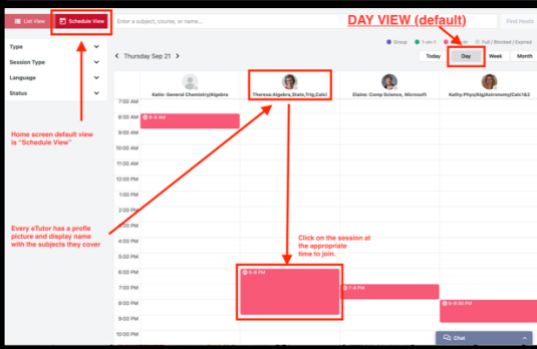 List View
Schedule View
Enter a subject, course, or name...
Find Hosts
DAY VIEW (default)
Group
1-on-1
Full / Blocked / Expired
Type
Session Type
Language
Status
Thursday Sep 21
Today
Day
Week
Month
Katie: General Chemistry/Algebra
Theresa:Algebra,Stats,Trig,Calc1
Elaine: Comp Science, Microsoft
Kathy:Phys/Alg/Astronomy/Calc1&2
7:00 AM
8:00 AM
8-9 AM
9:00 AM
10:00 AM
11:00 AM
12:00 PM
1:00 PM
2:00 PM
3:00 PM
4:00 PM
5:00 PM
6:00 PM
6-9 PM
7:00 PM
7-8 PM
8:00 PM
8-9:30 PM
9:00 PM
10:00 PM
Home screen default view
is "Schedule View"
Every eTutor has a profile
picture and display name
with the subjects they cover
Click on the session at
the appropriate
time to join.
Chat